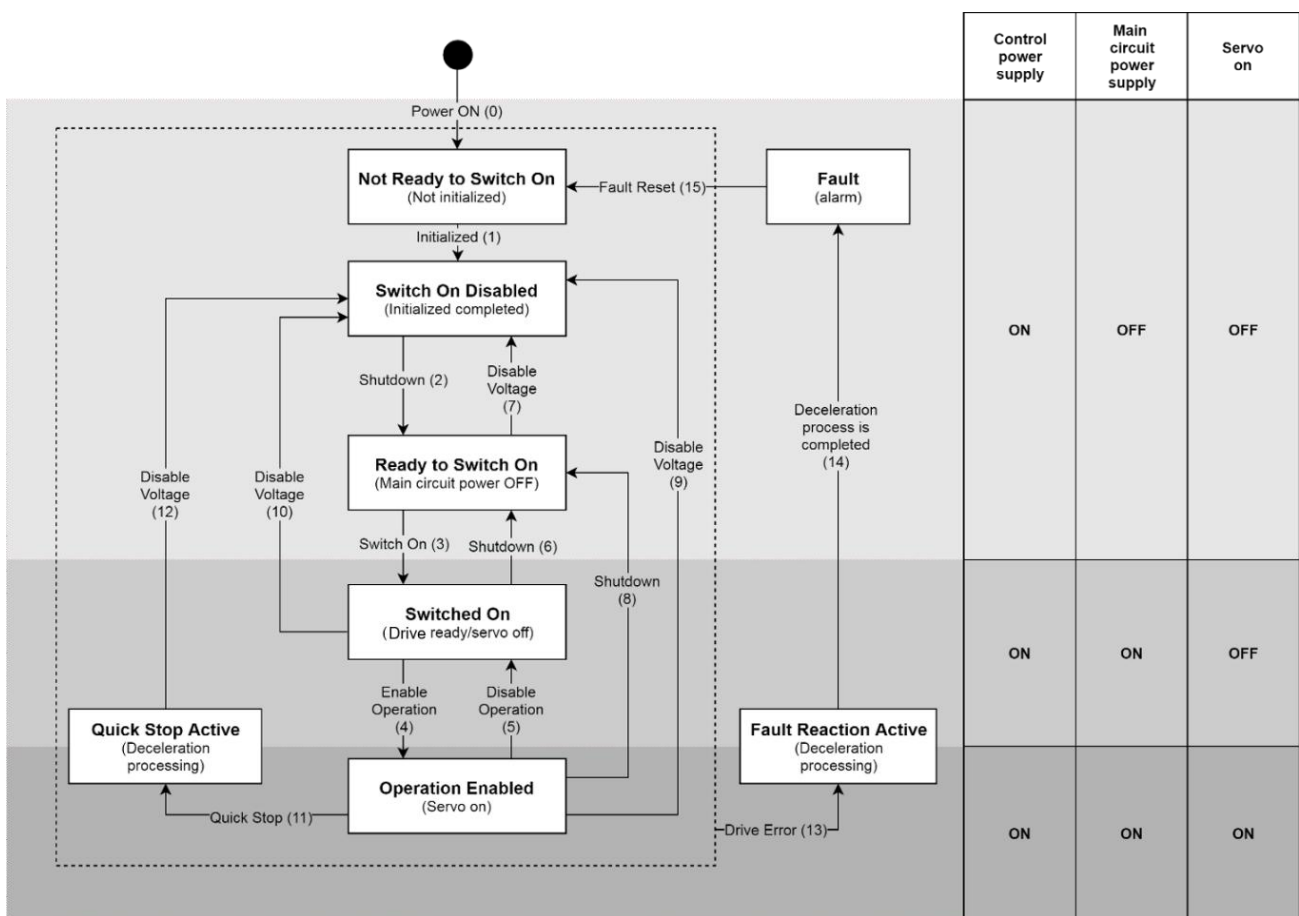 Control
power
supply
Main
circuit
power
supply
Servo
on
Power ON (0)
Not Ready to Switch On
(Not initialized)
Fault Reset (15)
Fault
(alarm)
Initialized (1)
Switch On Disabled
(Initialized completed)
ON
OFF
OFF
Shutdown (2)
Disable
Voltage
(7)
Deceleration
process is
completed
(14)
Ready to Switch On
(Main circuit power OFF)
Disable
Voltage
(9)
Disable
Voltage
(12)
Disable
Voltage
(10)
Switch On (3)
Shutdown (6)
Shutdown
(8)
Switched On
(Drive ready/servo off)
ON
ON
OFF
Enable
Operation
(4)
Disable
Operation
(5)
Quick Stop Active
(Deceleration
processing)
Fault Reaction Active
(Deceleration
processing)
Operation Enabled
(Servo on)
Quick Stop (11)
Drive Error (13)
ON
ON
ON